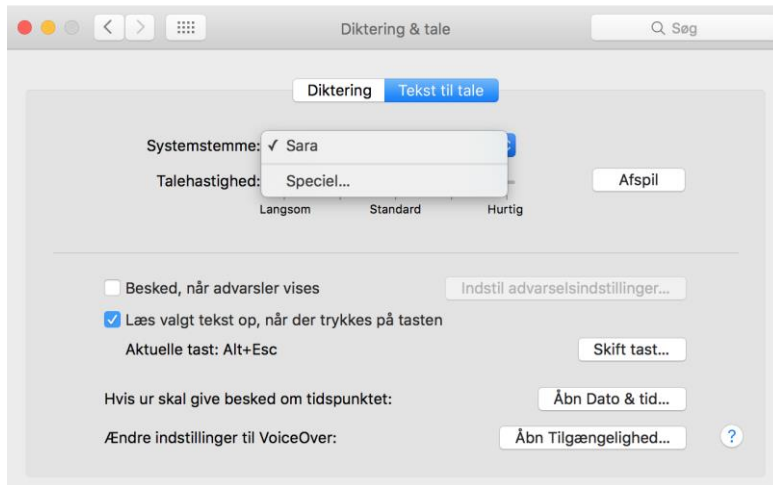 Diktering & tale
Søg
Diktering Tekst til tale
Systemstemme: ✓ Sara
Speciel...
Talehastighed:
Afspil
Langsom Standard Hurtig
Besked, når advarsler vises
Indstil advarselsindstillinger...
Læs valgt tekst op, når der trykkes på tasten
Aktuelle tast: Alt+Esc
Skift tast...
Hvis ur skal give besked om tidspunktet:
Åbn Dato & tid...
Ændre indstillinger til VoiceOver:
Åbn Tilgængelighed...
?